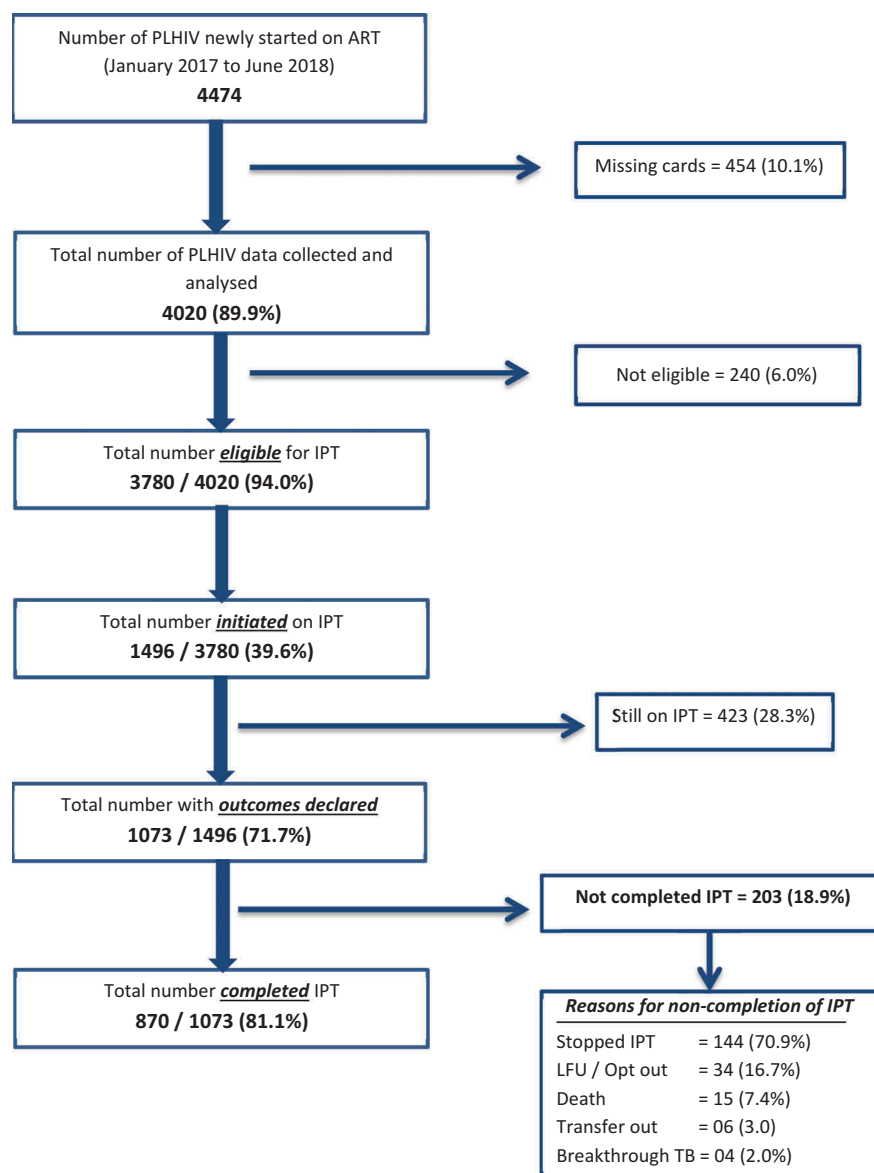 Number of PLHIV newly started on ART
(January 2017 to June 2018)
4474
Missing cards = 454 (10.1%)
Total number of PLHIV data collected and
analysed
4020 (89.9%)
Not eligible = 240 (6.0%)
Total number eligible for IPT
3780 / 4020 (94.0%)
Total number initiated on IPT
1496 / 3780 (39.6%)
Still on IPT = 423 (28.3%)
Total number with outcomes declared
1073 / 1496 (71.7%)
Not completed IPT = 203 (18.9%)
Total number completed IPT
870 / 1073 (81.1%)
Reasons for non-completion of IPT
Stopped IPT = 144 (70.9%)
LFU / Opt out = 34 (16.7%)
Death = 15 (7.4%)
Transfer out = 06 (3.0)
Breakthrough TB = 04 (2.0%)